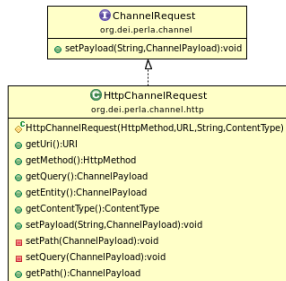 ChannelRequest
org.dei.perla.channel
setPayload(String,ChannelPayload):void
HttpChannelRequest
org.dei.perla.channel.http
HttpChannelRequest(HttpMethod,URL,String,ContentType)
getUri():URI
getMethod():HttpMethod
getQuery():ChannelPayload
getEntity():ChannelPayload
getContentType():ContentType
setPayload(String,ChannelPayload):void
setPath(ChannelPayload):void
setQuery(ChannelPayload):void
getPath():ChannelPayload